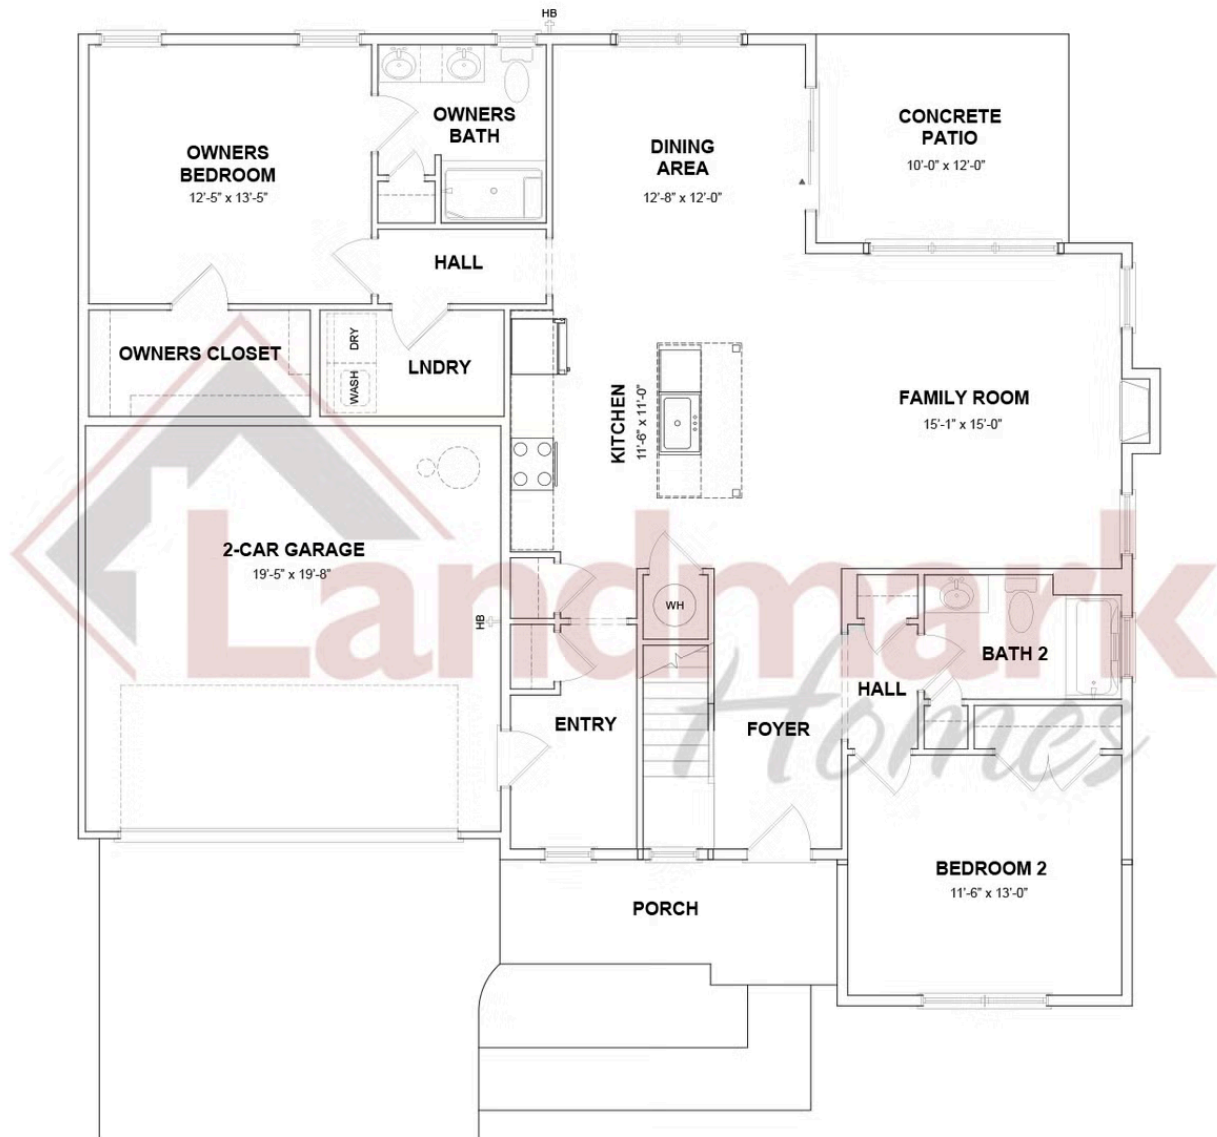 HB
OWNERS
BATH
OWNERS
BEDROOM
12'-5" x 13'-5"
DINING
AREA
12'-8" x 12'-0"
CONCRETE
PATIO
10'-0" x 12'-0"
HALL
OWNERS CLOSET
DRY
WASH
LNDRY
KITCHEN
11'-6" x 11'-0"
FAMILY ROOM
15'-1" x 15'-0"
2-CAR GARAGE
19'-5" x 19'-8"
Landmark
Homes
HB
WH
BATH 2
HALL
ENTRY
FOYER
BEDROOM 2
11'-6" x 13'-0"
PORCH